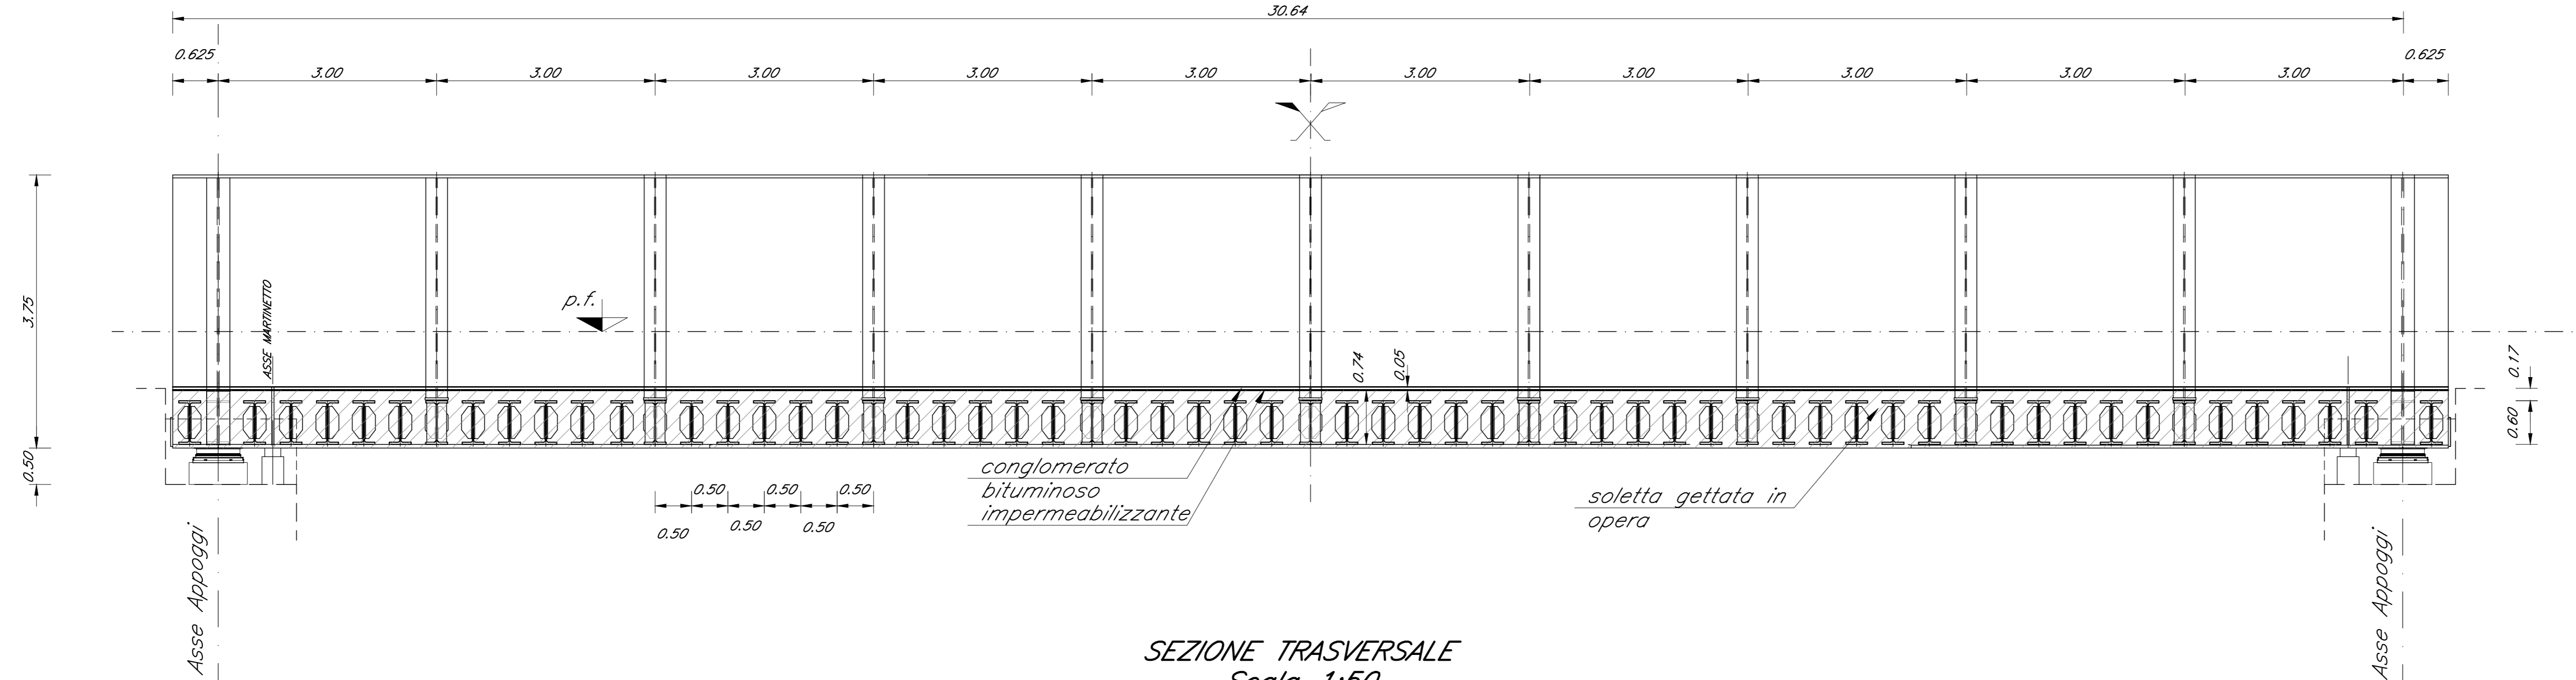 30.64
0.625 0.625
3.00 3.00 3.00 3.00 3.00 3.00 3.00 3.00 3.00 3.00
3.75
0.50
ASSE MARTINETTO
p.f.
0.74
0.05
0.17
0.60
conglomerato
bituminoso
impermeabilizzante
0.50 0.50 0.50
0.50 0.50 0.50
soletta gettata in
opera
Asse Appoggi
Asse Appoggi
SEZIONE TRASVERSALE
Scala 1:50